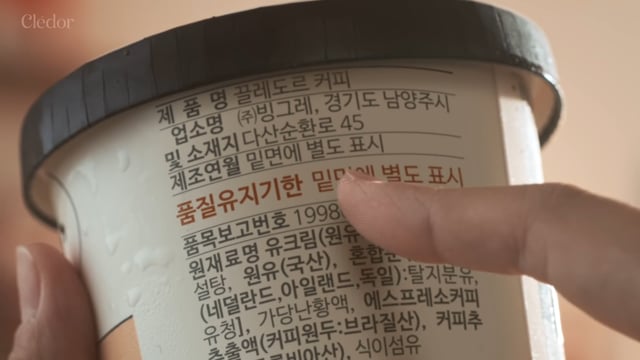 Cledor
제 품 명 끌레도르 커피
업소명 ㈜빙그레, 경기도 남양주시
및 소재지 다산순환로 45
제조연월 밑면에 별도 표시
품질유지기한 밑면에 별도 표시
품목보고번호 1998
원재료명 유크림(원유
설탕, 원유(국산), 혼합
(네덜란드,아일랜드,독일):탈지분유,
유청], 가당난황액, 에스프레소커피
추출액(커피원두:브라질산), 커피추
식이섬유